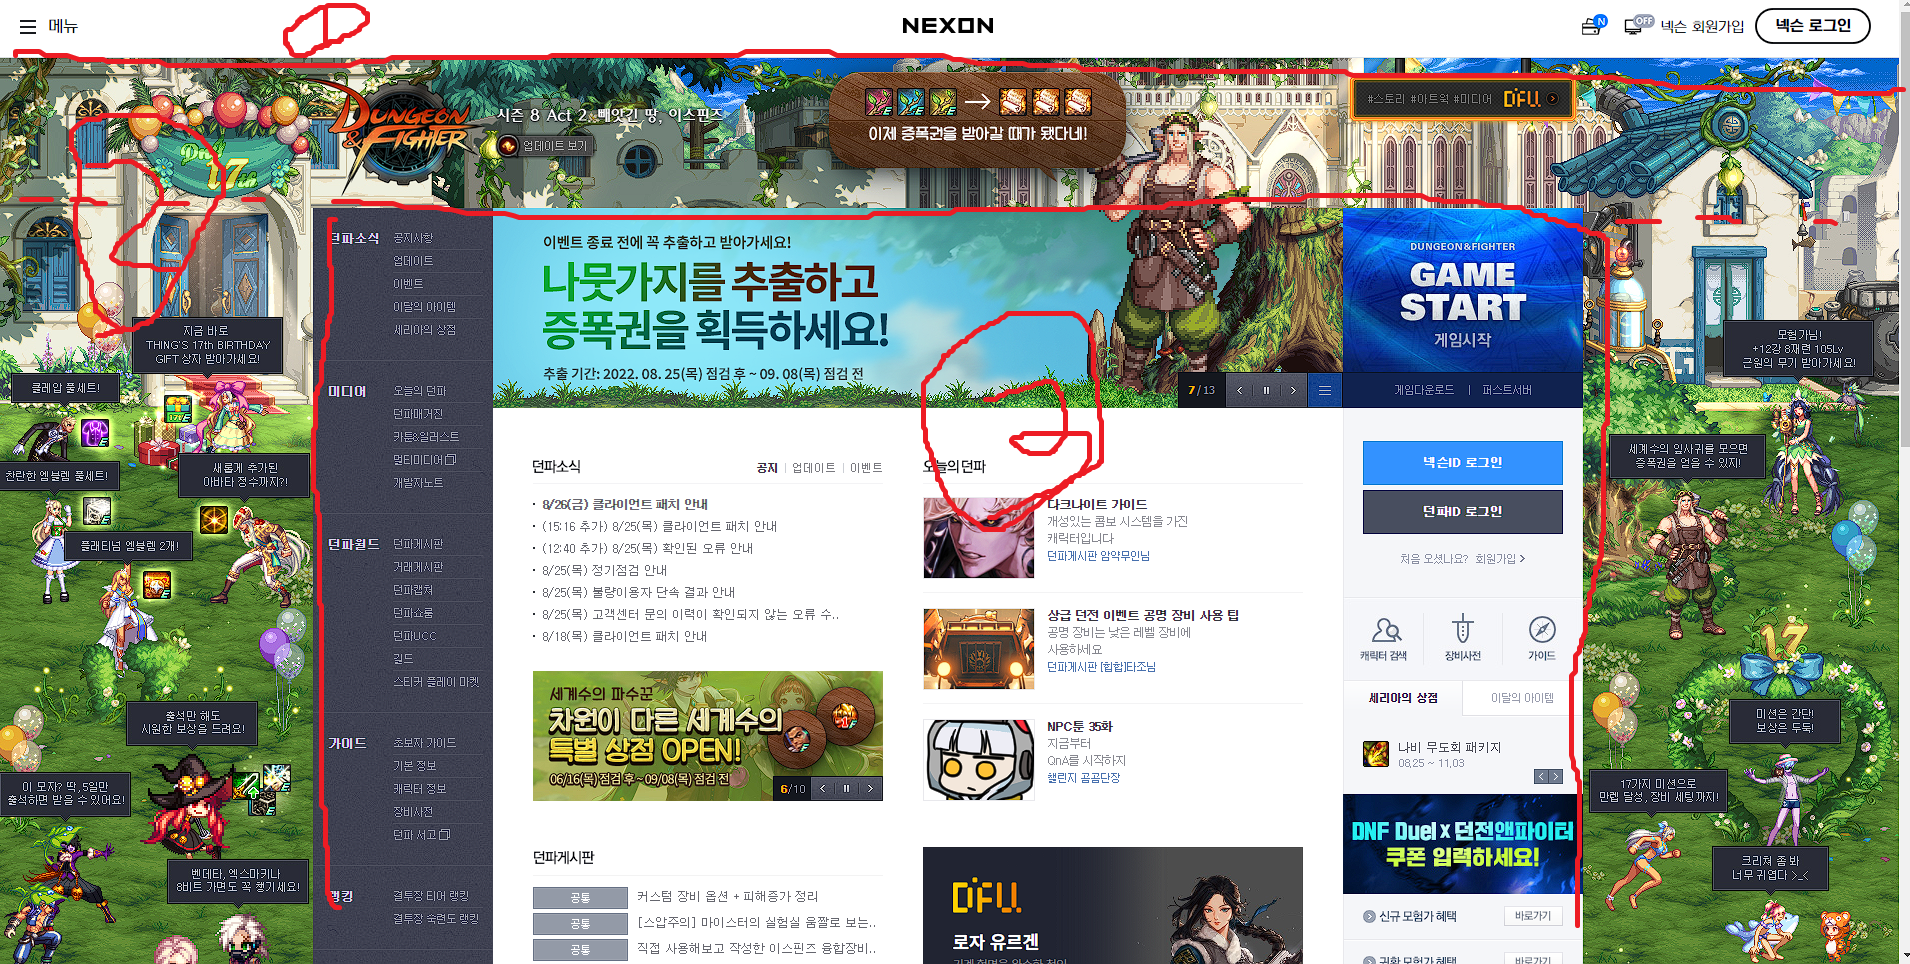 메뉴
NEXON
N
OFF
넥슨 회원가입
넥슨 로그인
DUNGEON
&FIGHTER
시즌 8 Act 2. 빼앗긴 땅, 이스핀즈
업데이트 보기
이제 증폭권을 받아갈 때가 됐다네!
#스토리 #아트웍 #미디어 DFU
17
던파소식
공지사항
업데이트
이벤트
이달의 아이템
세리아의 상점
미디어
오늘의 던파
던파매거진
카툰&일러스트
멀티미디어
개발자노트
던파월드
던파게시판
거래게시판
던파캡쳐
던파쇼룸
던파UCC
길드
스티커 플레이 마켓
가이드
초보자 가이드
기본 정보
캐릭터 정보
장비사전
던파 서고
랭킹
결투장 티어 랭킹
결투장 숙련도 랭킹
이벤트 종료 전에 꼭 추출하고 받아가세요!
나뭇가지를 추출하고
증폭권을 획득하세요!
추출 기간: 2022. 08. 25(목) 점검 후 ~ 09. 08(목) 점검 전
7/13
DUNGEON&FIGHTER
GAME
START
게임시작
게임다운로드 | 퍼스트서버
던파소식
공지 | 업데이트 | 이벤트
8/26(금) 클라이언트 패치 안내
(15:16 추가) 8/25(목) 클라이언트 패치 안내
(12:40 추가) 8/25(목) 확인된 오류 안내
8/25(목) 정기점검 안내
8/25(목) 불량이용자 단속 결과 안내
8/25(목) 고객센터 문의 이력이 확인되지 않는 오류 수..
8/18(목) 클라이언트 패치 안내
오늘의 던파
다크나이트 가이드
개성있는 콤보 시스템을 가진
캐릭터입니다
던파게시판 암약무인님
상급 던전 이벤트 공명 장비 사용 팁
공명 장비는 낮은 레벨 장비에
사용하세요
던파게시판 [힙합]타조님
NPC툰 35화
지금부터
QnA를 시작하지
챌린지 곰곰단장
세계수의 파수꾼
차원이 다른 세계수의
특별 상점 OPEN!
06/16(목) 점검 후 ~ 09/08(목) 점검 전
6/10
던파게시판
공통 커스텀 장비 옵션 + 피해증가 정리
공통 [스압주의] 마이스터의 실험실 움짤로 보는..
공통 직접 사용해보고 작성한 이스핀즈 융합장비..
DFU
로자 유르겐
넥슨ID 로그인
던파ID 로그인
처음 오셨나요? 회원가입 >
캐릭터 검색
장비사전
가이드
세리아의 상점
이달의 아이템
나비 무도회 패키지
08.25 ~ 11.03
DNF Duel x 던전앤파이터
쿠폰 입력하세요!
신규 모험가 혜택 바로가기
귀환 모험가 혜택 바로가기
지금 바로
THING'S 17th BIRTHDAY
GIFT 상자 받아가세요!
클레압 풀세트!
찬란한 엠블렘 풀세트!
새롭게 추가된
아바타 정수까지?!
플래티넘 엠블렘 2개!
출석만 해도
시원한 보상을 드려요!
이 모자? 딱, 5일만
출석하면 받을 수 있어요!
벤데타, 엑스마키나
8비트 가면도 꼭 챙기세요!
모험가님!
+12강 8재련 105Lv
근원의 무기 받아가세요!
세계수의 잎사귀를 모으면
증폭권을 얻을 수 있지!
17
미션은 간단!
보상은 두둑!
17가지 미션으로
만렙 달성, 장비 세팅까지!
크리쳐 좀 봐
너무 귀엽다 >_<